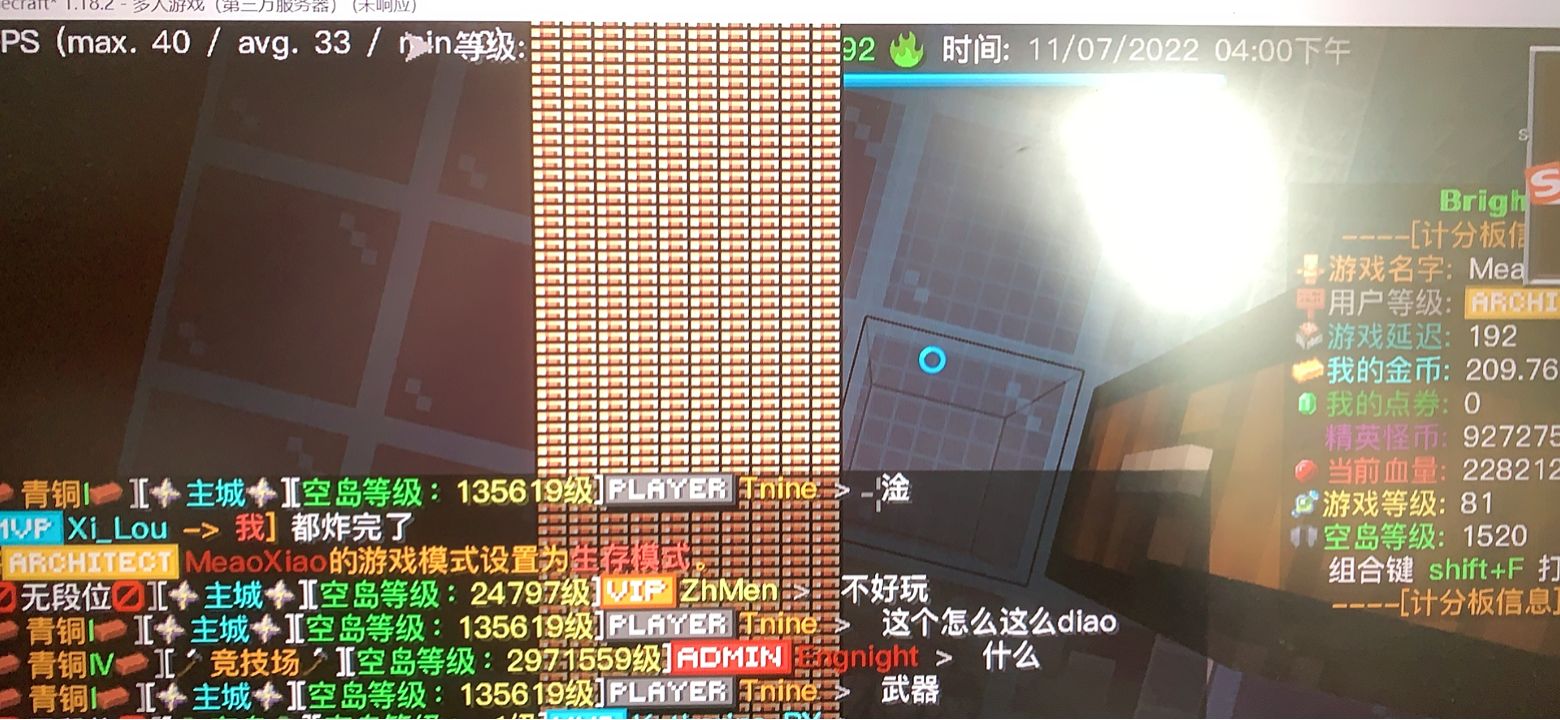 ecraft* 1.18.2 - 多人游戏（第三方服务器） (未响应)
PS (max. 40 / avg. 33 / min. 等级:
92 时间: 11/07/2022 04:00下午
Brigh
----[计分板信
游戏名字: Mea
用户等级: ARCHI
游戏延迟: 192
我的金币: 209.76
我的点券: 0
精英怪币: 927275
当前血量: 228212
游戏等级: 81
空岛等级: 1520
组合键 shift+F 打
----[计分板信息]
青铜Ⅰ ][ 主城 ][空岛等级：135619级]PLAYER Tnine > 淦
MVP Xi_Lou -> 我] 都炸完了
ARCHITECT MeaoXiao的游戏模式设置为生存模式。
无段位 ][ 主城 ][空岛等级：24797级]VIP ZhMen > 不好玩
青铜Ⅰ ][ 主城 ][空岛等级：135619级]PLAYER Tnine > 这个怎么这么diao
青铜Ⅳ ][ 竞技场 ][空岛等级：2971559级]ADMIN Engnight > 什么
青铜Ⅰ ][ 主城 ][空岛等级：135619级]PLAYER Tnine > 武器